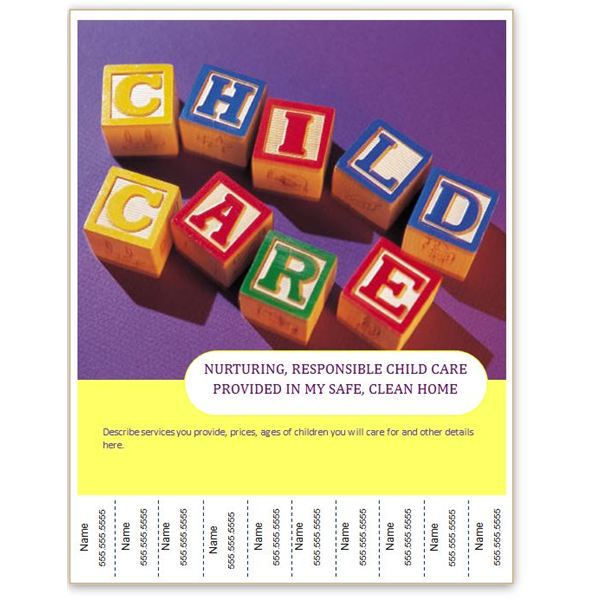 CHILD
CARE
NURTURING, RESPONSIBLE CHILD CARE
PROVIDED IN MY SAFE, CLEAN HOME
Describe services you provide, prices, ages of children you will care for and other details
here.
Name
555.555.5555
Name
555.555.5555
Name
555.555.5555
Name
555.555.5555
Name
555.555.5555
Name
555.555.5555
Name
555.555.5555
Name
555.555.5555
Name
555.555.5555
Name
555.555.5555